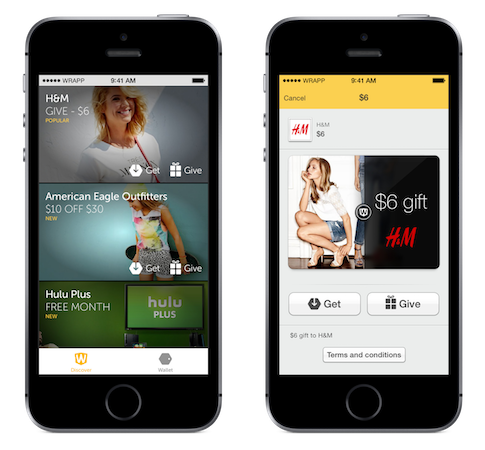 WRAPP
9:41 AM
H&M
GIVE - $6
POPULAR
Get
Give
American Eagle Outfitters
$10 OFF $30
NEW
Get
Give
Hulu Plus
FREE MONTH
NEW
hulu
PLUS
W
Discover
Wallet
WRAPP
9:41 AM
Cancel
$6
H&M
H&M
$6
W
$6 gift
H&M
Get
Give
$6 gift to H&M
Terms and conditions